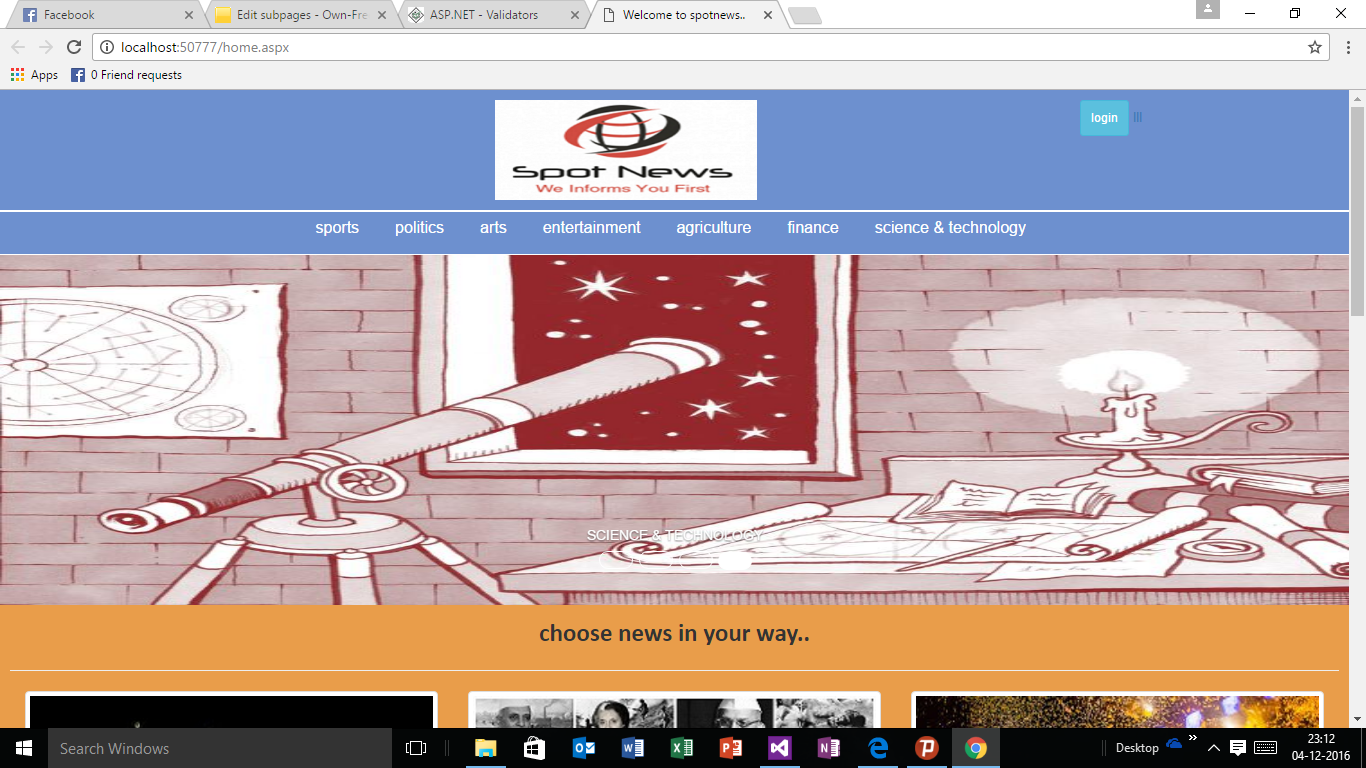 Facebook
Edit subpages - Own-Fre
ASP.NET - Validators
Welcome to spotnews..
localhost:50777/home.aspx
Apps
0 Friend requests
Spot News
We Informs You First
login
|||
sports politics arts entertainment agriculture finance science & technology
SCIENCE & TECHNOLOGY
choose news in your way..
Search Windows
Desktop
23:12
04-12-2016